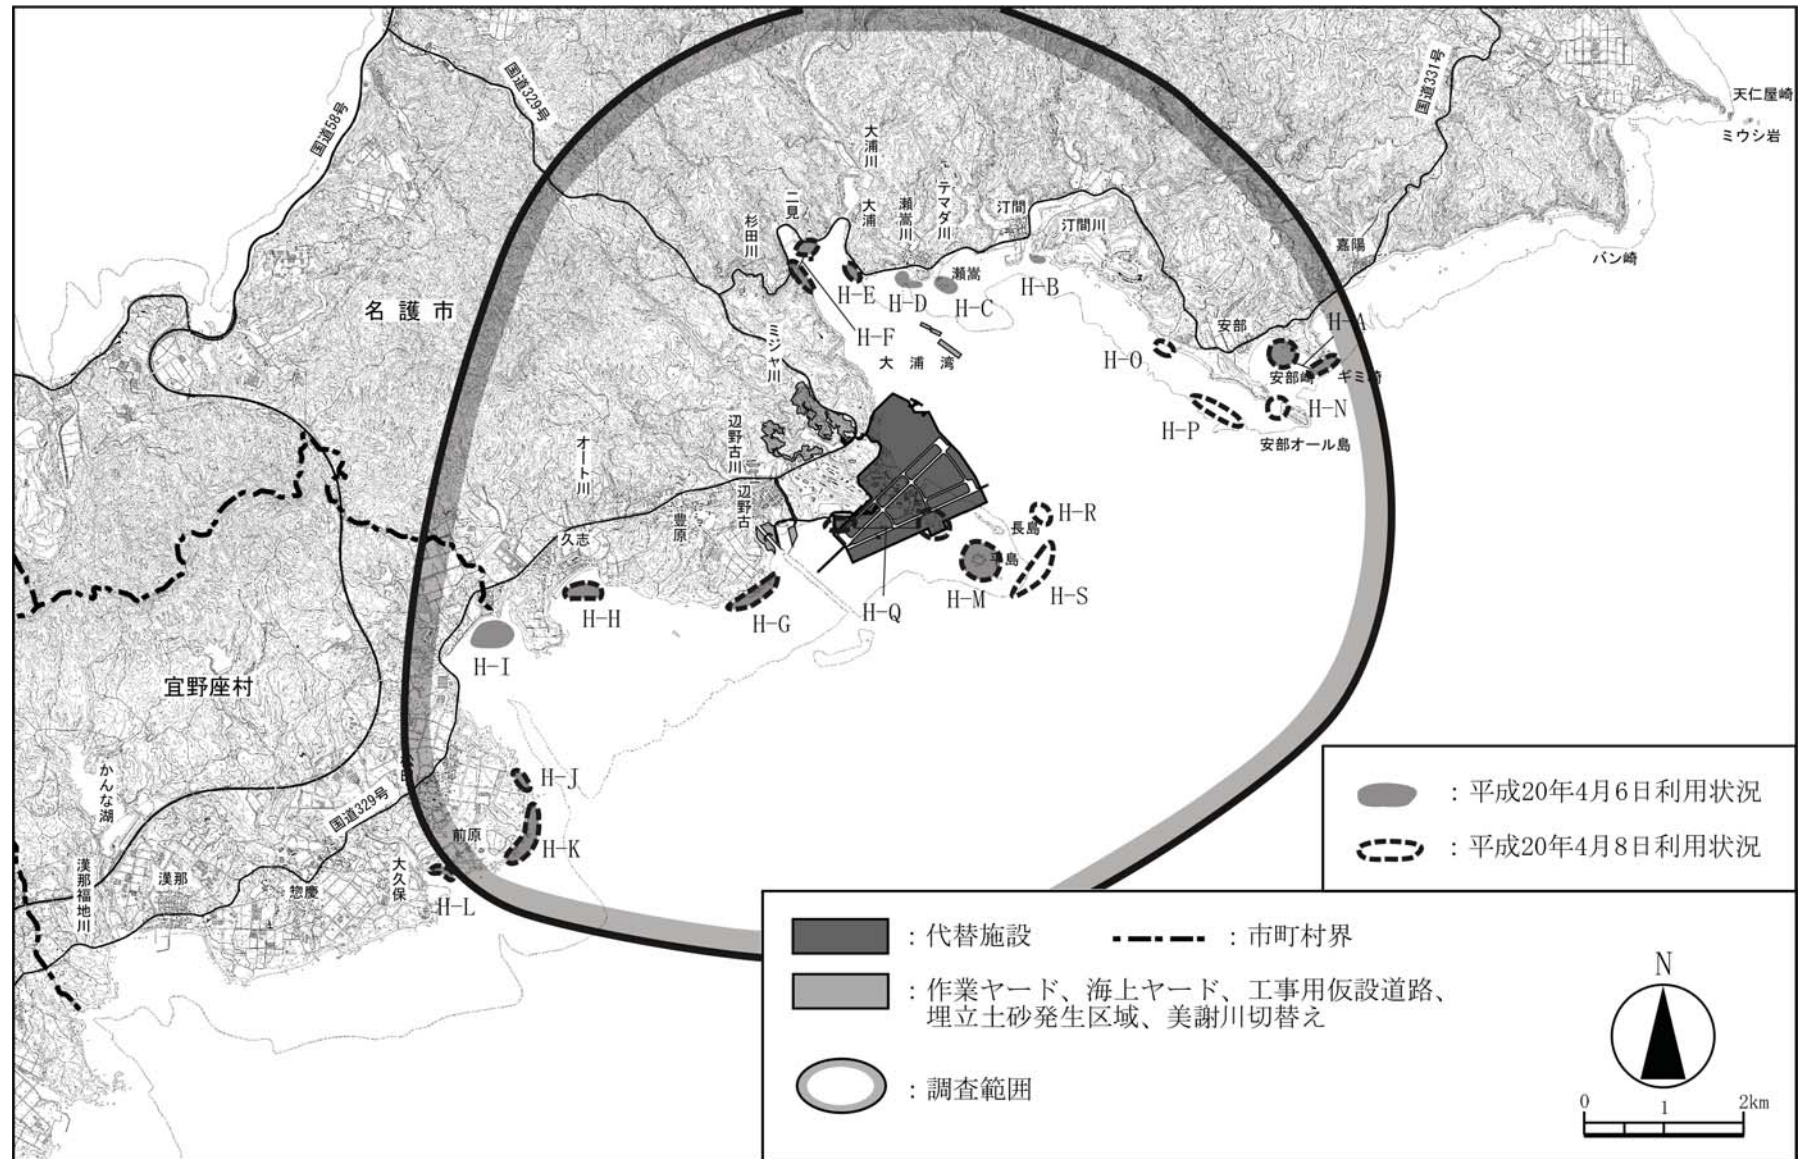 天仁屋崎
ミウシ岩
国道331号
国道329号
国道58号
大浦川
テマダ川
瀬嵩川
大浦
二見
杉田川
汀間
汀間川
嘉陽
バン崎
名護市
瀬嵩
H-B
H-E
H-D
H-C
H-F
大浦湾
ミジャ川
安部
H-A
H-O
安部崎
ギミ崎
H-N
H-P
安部オール島
辺野古川
辺野古
オート川
豊原
久志
H-R
長島
平島
H-H
H-G
H-Q
H-M
H-S
H-I
宜野座村
かんな湖
H-J
国道329号
前原
H-K
漢那福地川
漢那
惣慶
大久保
H-L
：平成20年4月6日利用状況
：平成20年4月8日利用状況
：代替施設
：市町村界
：作業ヤード、海上ヤード、工事用仮設道路、
埋立土砂発生区域、美謝川切替え
：調査範囲
N
0 1 2km